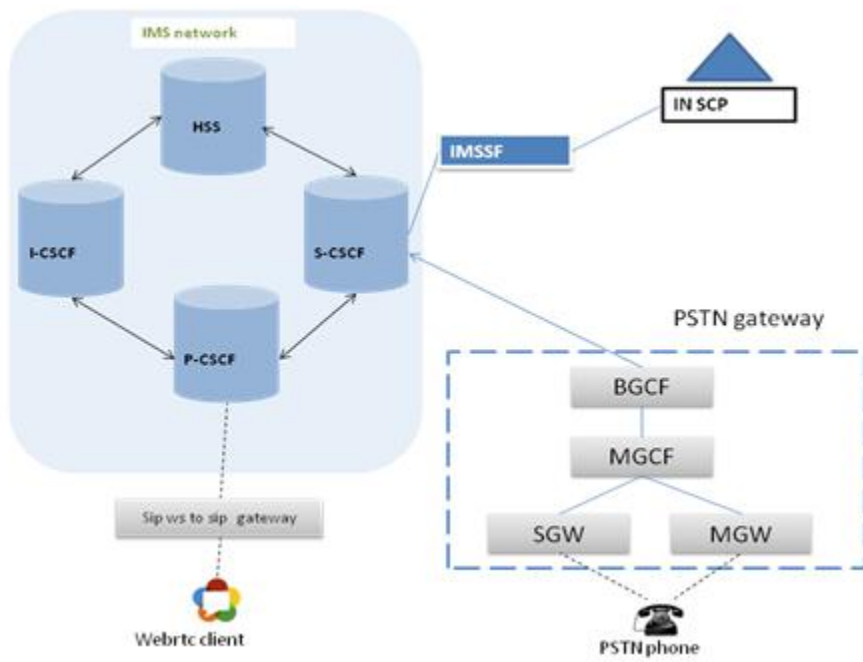 IMS network
HSS
IN SCP
IMSSF
I-CSCF
S-CSCF
P-CSCF
PSTN gateway
BGCF
MGCF
SGW
MGW
Sip ws to sip gateway
Webrtc client
PSTN phone